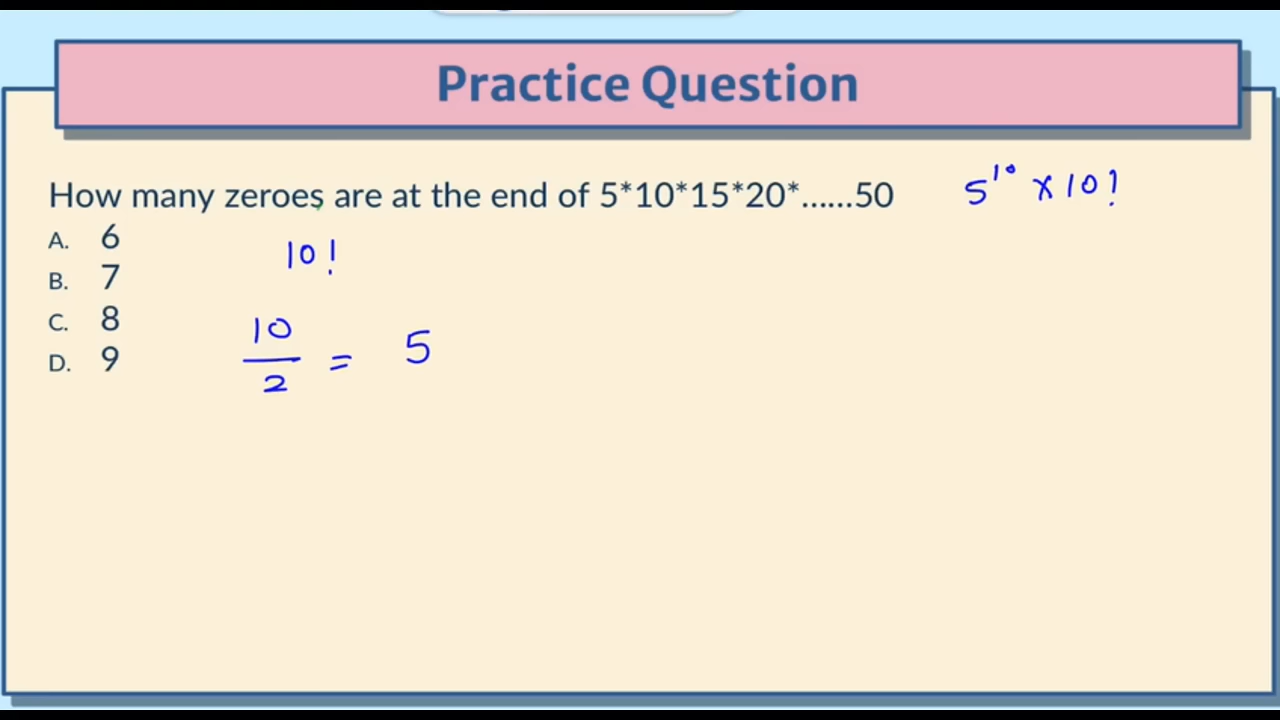 Practice Question
How many zeroes are at the end of 5*10*15*20*......50 5¹⁰ × 10!
A. 6
B. 7
C. 8
D. 9
10!
10
2
= 5